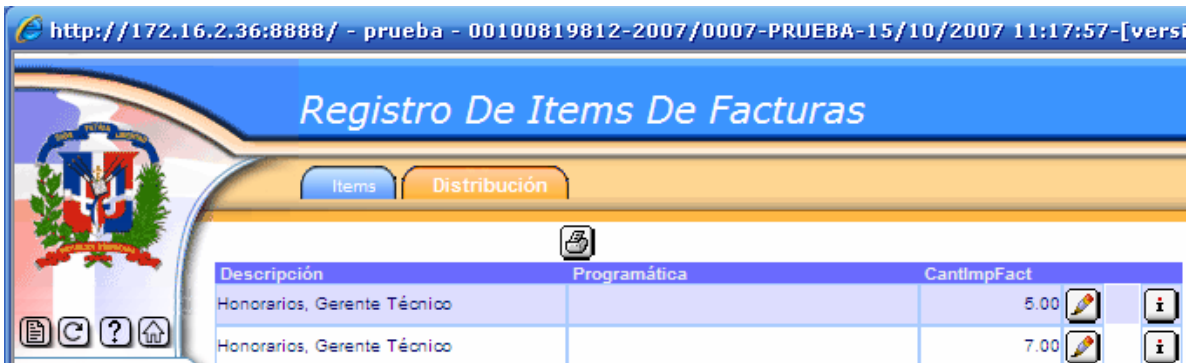 http://172.16.2.36:8888/ - prueba - 00100819812-2007/0007-PRUEBA-15/10/2007 11:17:57-[versi
Registro De Items De Facturas
Items Distribución
Descripción Programática CantImpFact
Honorarios, Gerente Técnico 5.00
Honorarios, Gerente Técnico 7.00